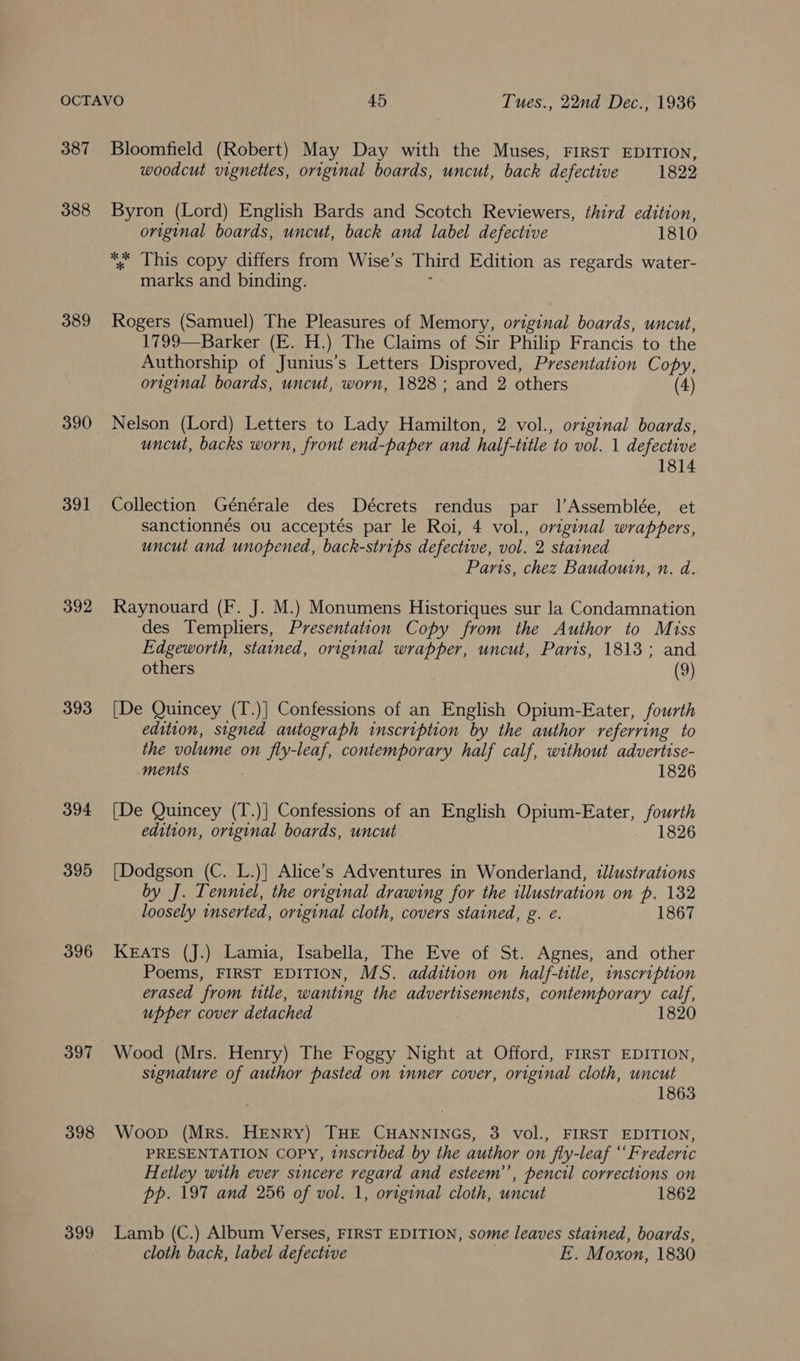 OCTAVO 45 Tues., 22nd Dec., 1936
387 Bloomfield (Robert) May Day with the Muses, FIRST EDITION,
woodcut vignettes, original boards, uncut, back defective 1822
388 Byron (Lord) English Bards and Scotch Reviewers, third edition,
original boards, uncut, back and label defective 1810
*** This copy differs from Wise's Third Edition as regards water-
marks and binding.
389 Rogers (Samuel) The Pleasures of Memory, original boards, uncut,
1799—Barker (E. H.) The Claims of Sir Philip Francis to the
Authorship of Junius's Letters Disproved, Presentation Copy,
original boards, uncut, worn, 1828 ; and 2 others (4)
390 Nelson (Lord) Letters to Lady Hamilton, 2 vol., original boards,
uncut, backs worn, front end-paper and half-title to vol. 1 defective
1814
391 Collection Générale des Décrets rendus par l'Assemblée, et
sanctionnés ou acceptés par le Roi, 4 vol., original wrappers,
uncut and unopened, back-strips defective, vol. 2 stained
Paris, chez Baudouin, n. d.
392 Raynouard (F. J. M.) Monumens Historiques sur la Condamnation
des Templiers, Presentation Copy from the Author to Miss
Edgeworth, stained, original wrapper, uncut, Paris, 1813 ; and
others (9)
393 [De Quincey (T.)] Confessions of an English Opium-Eater, fourth
edition, signed autograph inscription by the author referring to
the volume on fly-leaf, contemporary half calf, without advertise-
ments 1826
394 [De Quincey (T.)] Confessions of an English Opium-Eater, fourth
edition, original boards, uncut 1826
395 [Dodgson (C. L.)] Alice's Adventures in Wonderland, illustrations
by J. Tenniel, the original drawing for the illustration on p. 132
loosely inserted, original cloth, covers stained, g. e. 1867
396 KEATS (J.) Lamia, Isabella, The Eve of St. Agnes, and other
Poems, FIRST EDITION, MS. addition on half-title, inscription
erased from title, wanting the advertisements, contemporary calf,
upper cover detached 1820
397 Wood (Mrs. Henry) The Foggy Night at Offord, FIRST EDITION,
signature of author pasted on inner cover, original cloth, uncut
1863
398 WOOD (MRS. HENRY) THE CHANNINGS, 3 vol., FIRST EDITION,
PRESENTATION COPY, inscribed by the author on fly-leaf "Frederic
Hetley with ever sincere regard and esteem", pencil corrections on
pp. 197 and 256 of vol. 1, original cloth, uncut 1862
399 Lamb (C.) Album Verses, FIRST EDITION, some leaves stained, boards,
cloth back, label defective E. Moxon, 1830